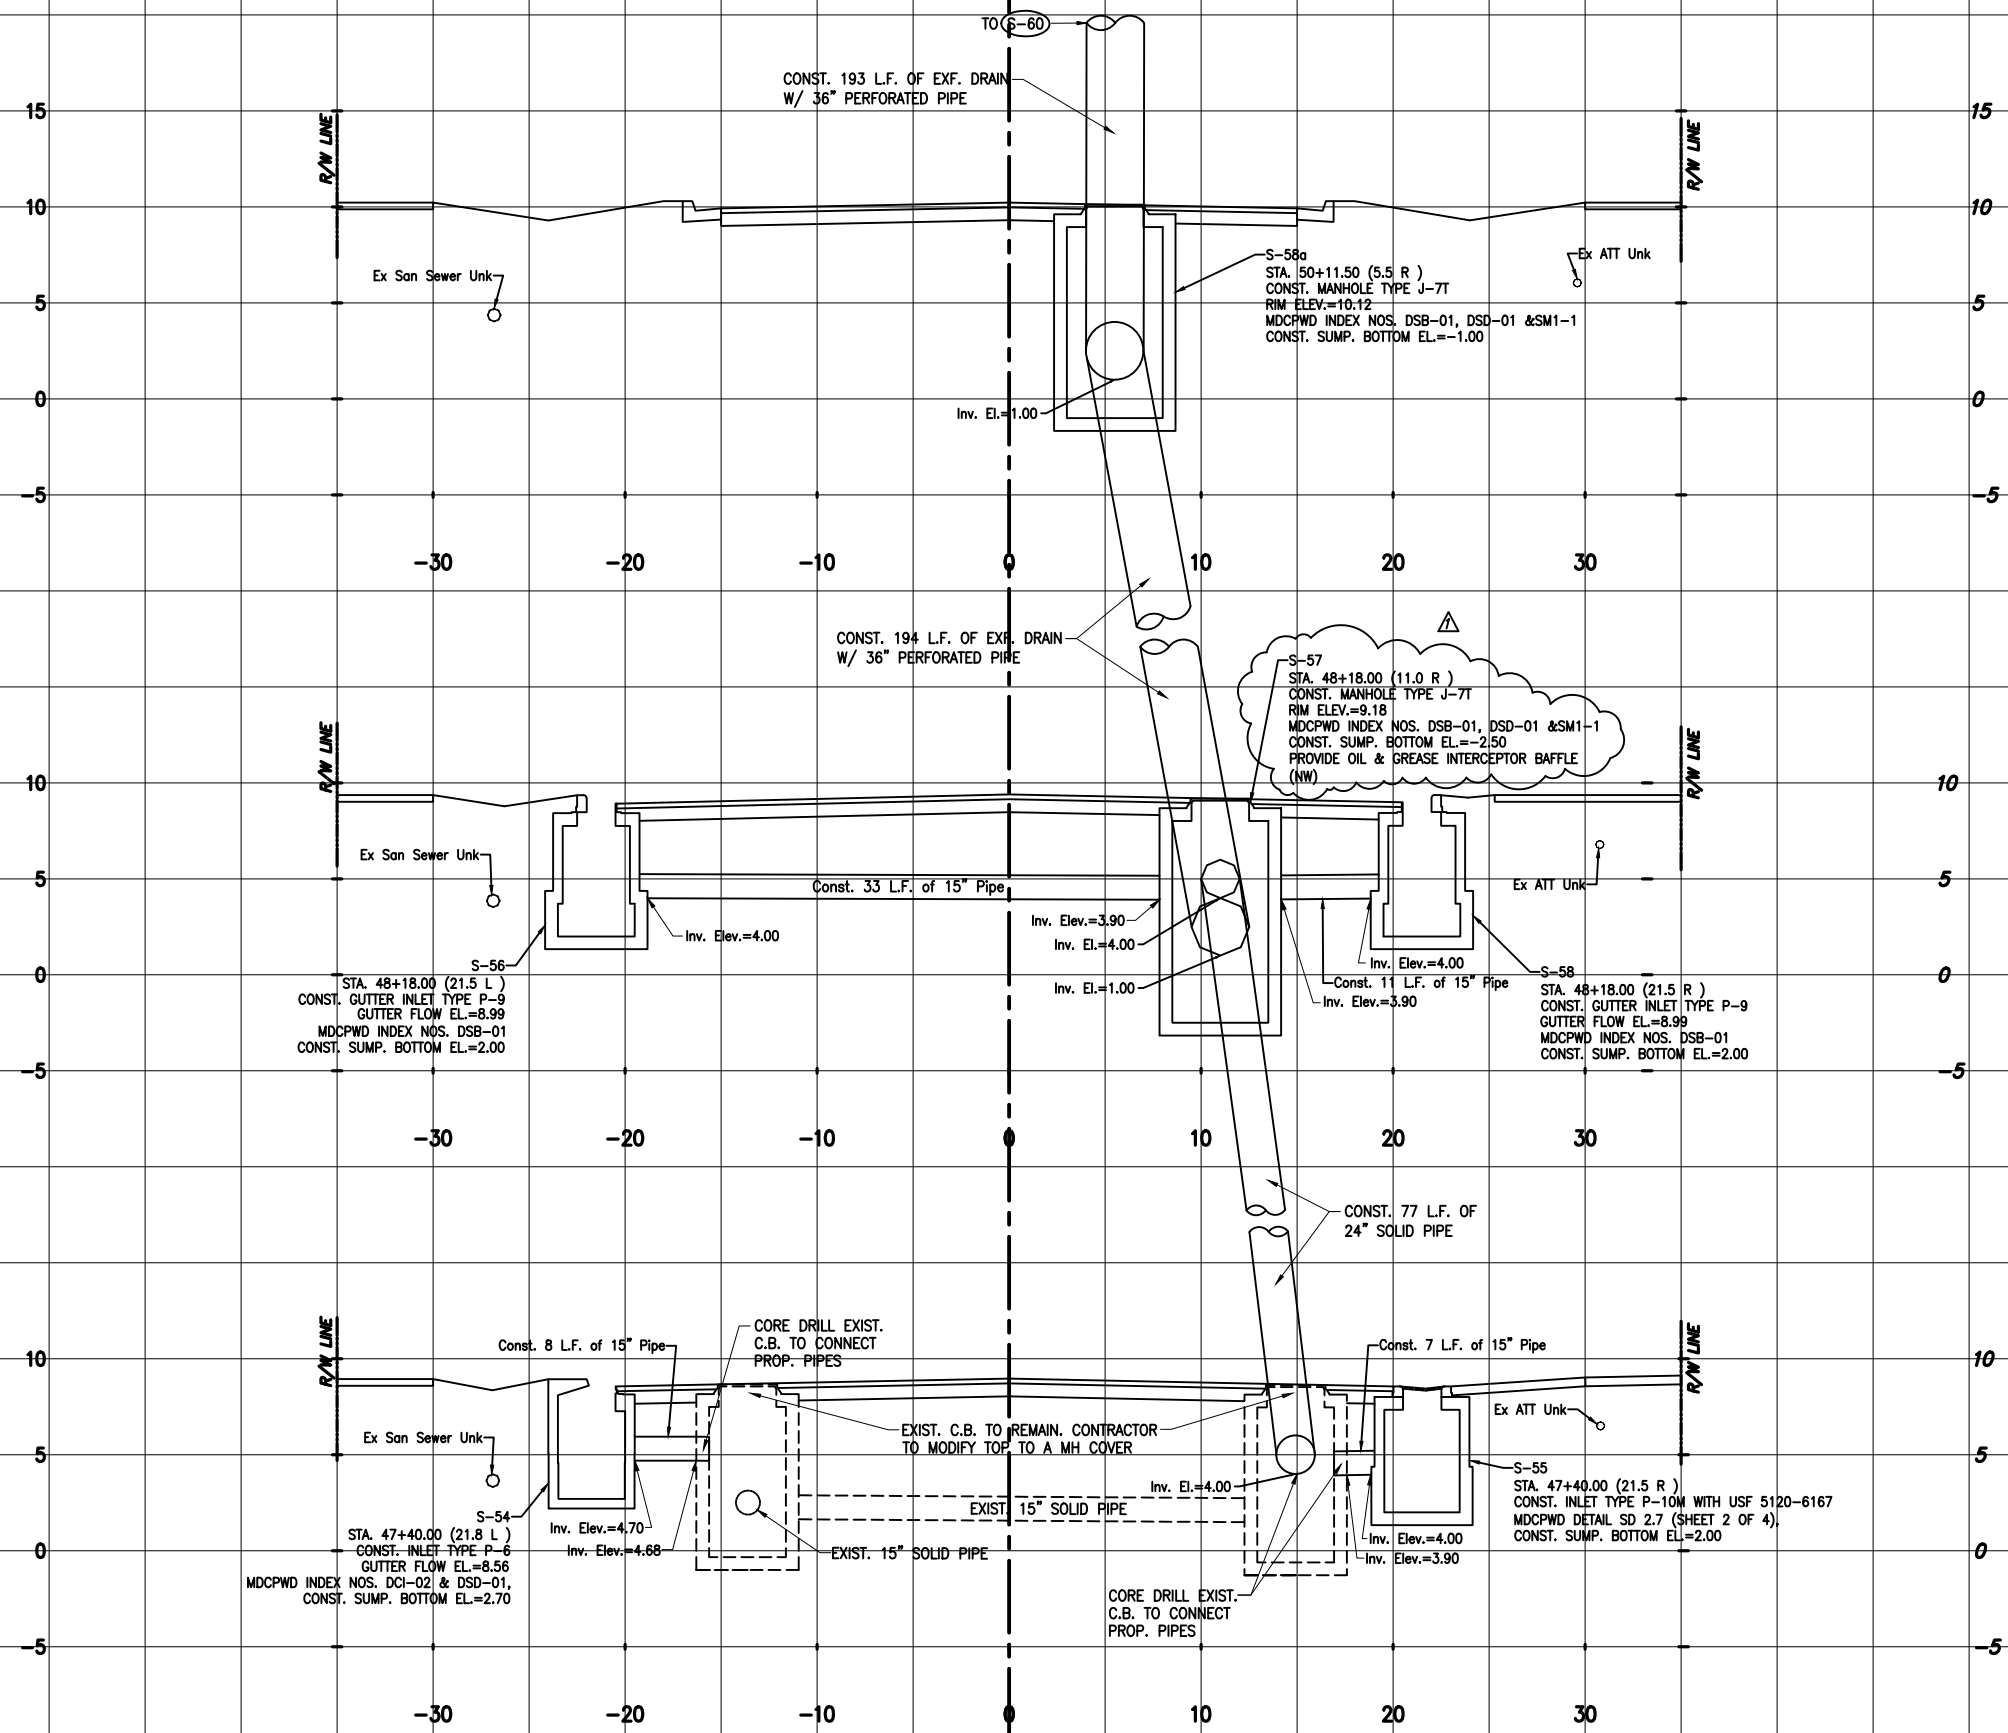 TO S-60
CONST. 193 L.F. OF EXF. DRAIN
W/ 36" PERFORATED PIPE
15
15
R/W LINE
R/W LINE
10
10
Ex San Sewer Unk
Ex ATT Unk
S-58a
STA. 50+11.50 (5.5 R )
CONST. MANHOLE TYPE J-7T
RIM ELEV.=10.12
MDCPWD INDEX NOS. DSB-01, DSD-01 &SM1-1
CONST. SUMP. BOTTOM EL.=-1.00
5
5
0
0
Inv. El.=1.00
-5
-5
-30
-20
-10
0
10
20
30
CONST. 194 L.F. OF EXF. DRAIN
W/ 36" PERFORATED PIPE
1
S-57
STA. 48+18.00 (11.0 R )
CONST. MANHOLE TYPE J-7T
RIM ELEV.=9.18
MDCPWD INDEX NOS. DSB-01, DSD-01 &SM1-1
CONST. SUMP. BOTTOM EL.=-2.50
PROVIDE OIL & GREASE INTERCEPTOR BAFFLE
(NW)
R/W LINE
R/W LINE
10
10
Ex San Sewer Unk
5
5
Const. 33 L.F. of 15" Pipe
Ex ATT Unk
Inv. Elev.=4.00
Inv. Elev.=3.90
Inv. El.=4.00
Inv. El.=1.00
Inv. Elev.=4.00
Const. 11 L.F. of 15" Pipe
Inv. Elev.=3.90
0
0
S-56
STA. 48+18.00 (21.5 L )
CONST. GUTTER INLET TYPE P-9
GUTTER FLOW EL.=8.99
MDCPWD INDEX NOS. DSB-01
CONST. SUMP. BOTTOM EL.=2.00
S-58
STA. 48+18.00 (21.5 R )
CONST. GUTTER INLET TYPE P-9
GUTTER FLOW EL.=8.99
MDCPWD INDEX NOS. DSB-01
CONST. SUMP. BOTTOM EL.=2.00
-5
-5
-30
-20
-10
0
10
20
30
CONST. 77 L.F. OF
24" SOLID PIPE
R/W LINE
R/W LINE
CORE DRILL EXIST.
C.B. TO CONNECT
PROP. PIPES
Const. 8 L.F. of 15" Pipe
Const. 7 L.F. of 15" Pipe
10
10
Ex San Sewer Unk
EXIST. C.B. TO REMAIN. CONTRACTOR
TO MODIFY TOP TO A MH COVER
Ex ATT Unk
5
5
Inv. El.=4.00
EXIST. 15" SOLID PIPE
S-54
STA. 47+40.00 (21.8 L )
CONST. INLET TYPE P-6
GUTTER FLOW EL.=8.56
MDCPWD INDEX NOS. DCI-02 & DSD-01,
CONST. SUMP. BOTTOM EL.=2.70
Inv. Elev.=4.70
Inv. Elev.=4.68
EXIST. 15" SOLID PIPE
S-55
STA. 47+40.00 (21.5 R )
CONST. INLET TYPE P-10M WITH USF 5120-6167
MDCPWD DETAIL SD 2.7 (SHEET 2 OF 4),
CONST. SUMP. BOTTOM EL.=2.00
Inv. Elev.=4.00
Inv. Elev.=3.90
0
0
CORE DRILL EXIST.
C.B. TO CONNECT
PROP. PIPES
-5
-5
-30
-20
-10
0
10
20
30